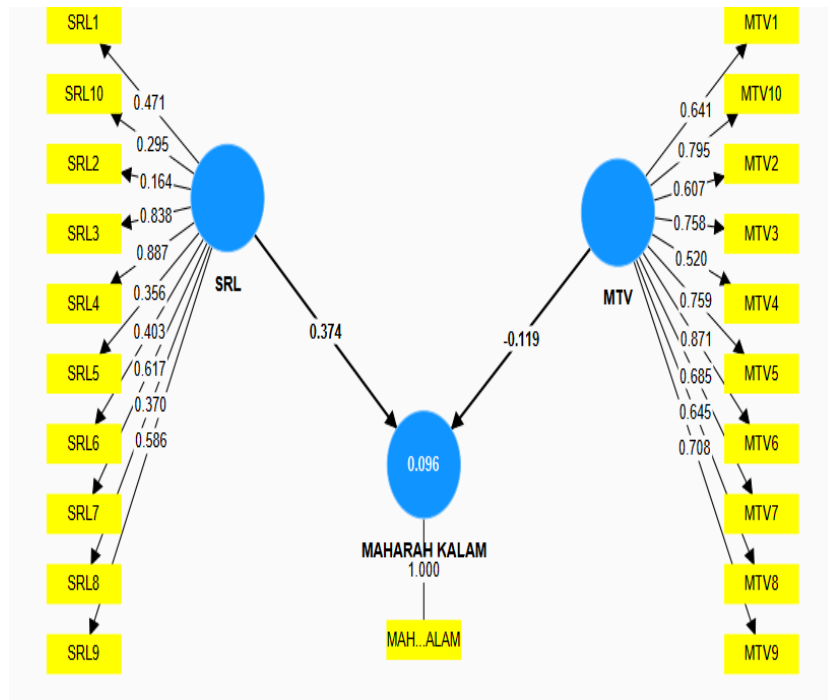 SRL1
SRL10
SRL2
SRL3
SRL4
SRL5
SRL6
SRL7
SRL8
SRL9
0.471
0.295
0.164
0.838
0.887
0.356
0.403
0.617
0.370
0.586
SRL
0.374
0.096
MAHARAH KALAM
1.000
MAH...ALAM
-0.119
MTV
0.641
0.795
0.607
0.758
0.520
0.759
0.871
0.685
0.645
0.708
MTV1
MTV10
MTV2
MTV3
MTV4
MTV5
MTV6
MTV7
MTV8
MTV9